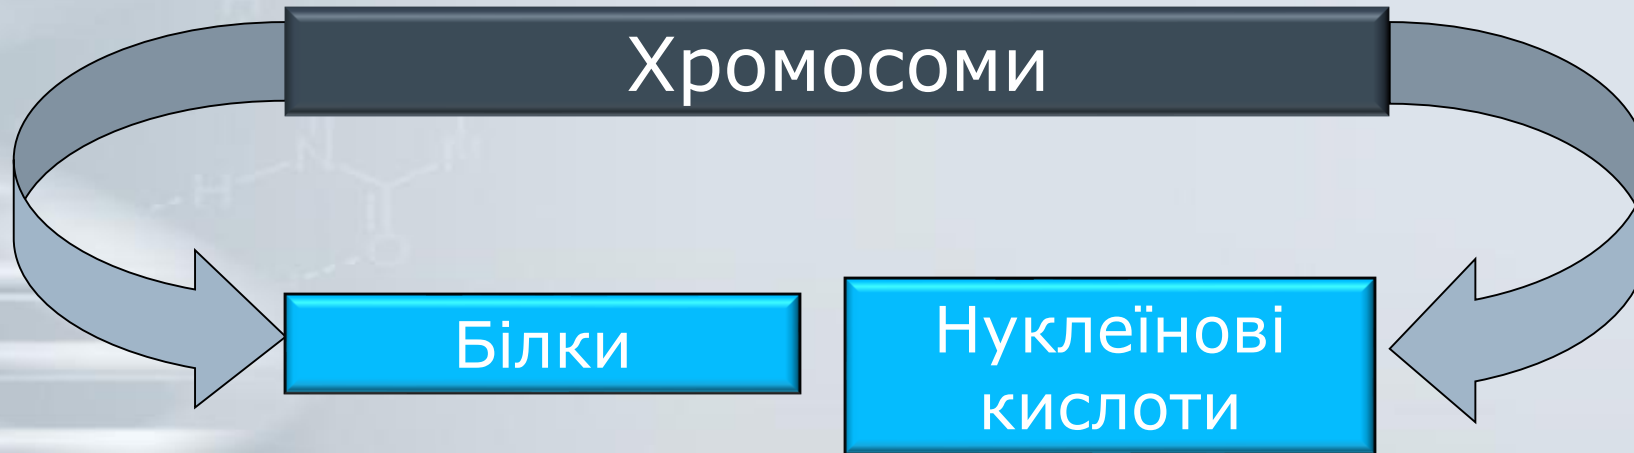 Хромосоми
Білки
Нуклеїнові
кислоти
N
H
O